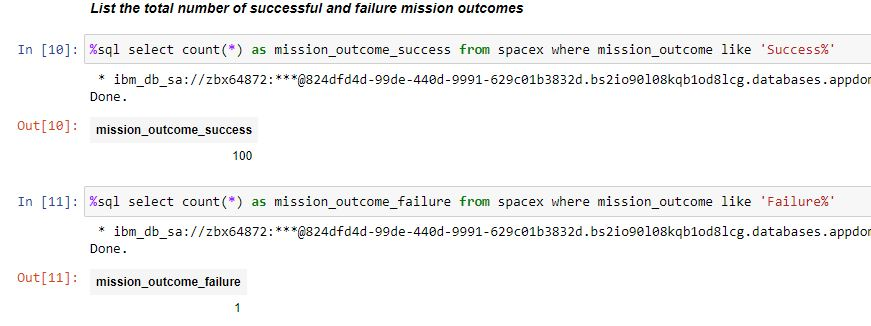 List the total number of successful and failure mission outcomes
In [10]: %sql select count(*) as mission_outcome_success from spacex where mission_outcome like 'Success%'
* ibm_db_sa://zbx64872:***@824dfd4d-99de-440d-9991-629c01b3832d.bs2io90l08kqb1od8lcg.databases.appdor
Done.
Out[10]: mission_outcome_success
100
In [11]: %sql select count(*) as mission_outcome_failure from spacex where mission_outcome like 'Failure%'
* ibm_db_sa://zbx64872:***@824dfd4d-99de-440d-9991-629c01b3832d.bs2io90l08kqb1od8lcg.databases.appdor
Done.
Out[11]: mission_outcome_failure
1